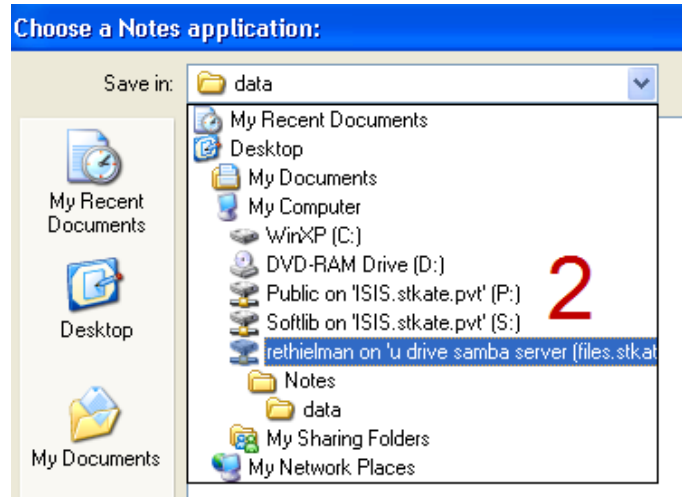 Choose a Notes application:
Save in:
data
My Recent Documents
Desktop
My Documents
My Computer
WinXP (C:)
DVD-RAM Drive (D:)
Public on 'ISIS.stkate.pvt' (P:)
Softlib on 'ISIS.stkate.pvt' (S:)
rethielman on 'u drive samba server (files.stkat
Notes
data
My Sharing Folders
My Network Places
2
My Recent
Documents
Desktop
My Documents